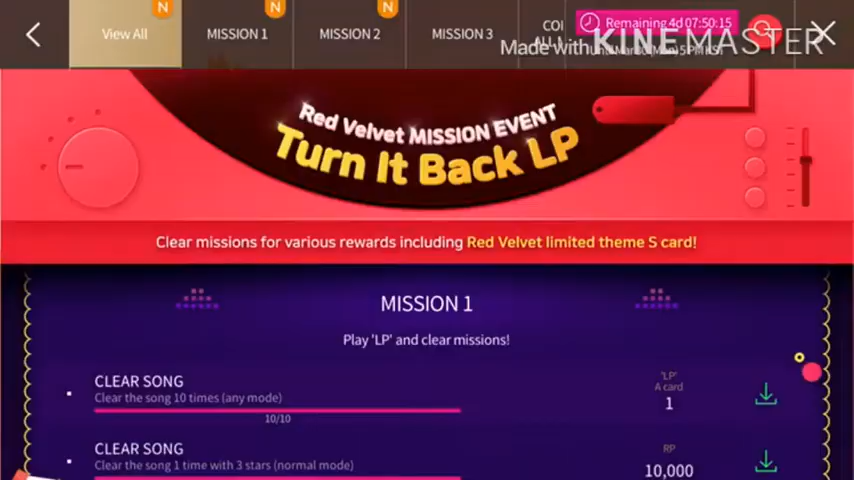 N N N
View All MISSION 1 MISSION 2 MISSION 3
Remaining 4d 07:50:15
Made with KINEMASTER
Red Velvet MISSION EVENT
Turn It Back LP
Clear missions for various rewards including Red Velvet limited theme S card!
MISSION 1
Play 'LP' and clear missions!
CLEAR SONG
Clear the song 10 times (any mode)
10/10
'LP'
A card
1
CLEAR SONG
Clear the song 1 time with 3 stars (normal mode)
RP
10,000